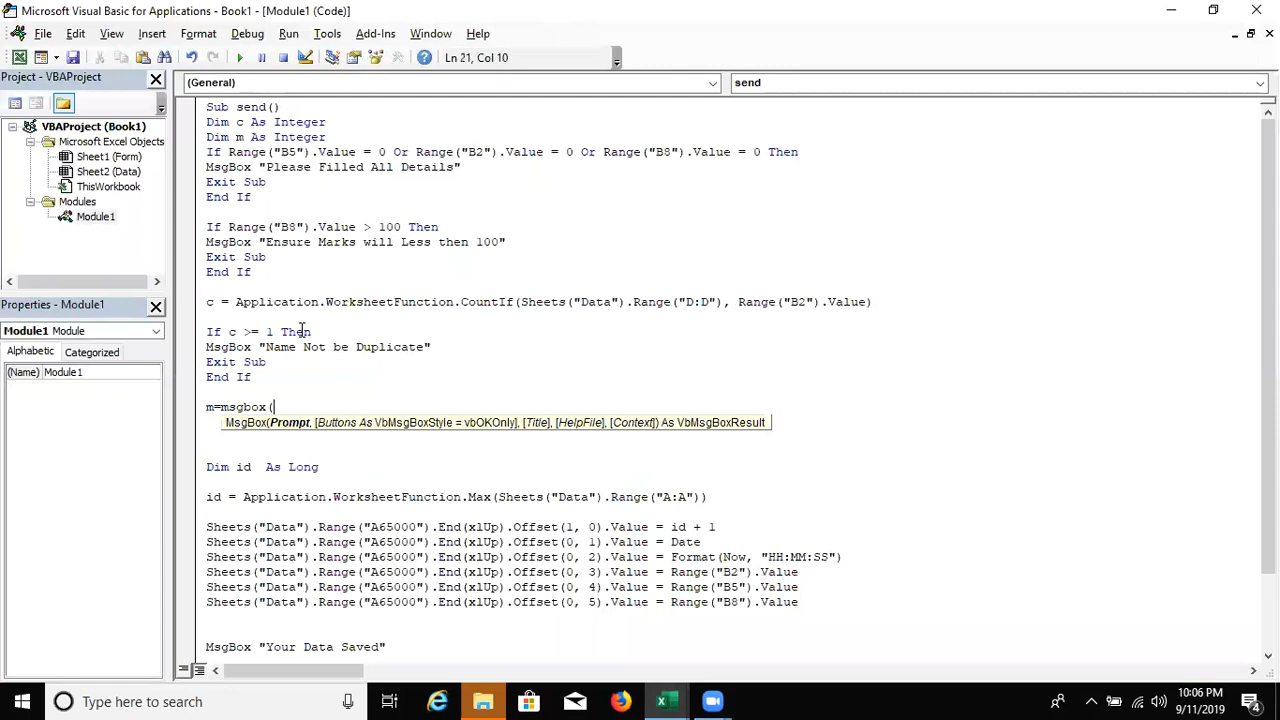 Microsoft Visual Basic for Applications - Book1 - [Module1 (Code)]
File Edit View Insert Format Debug Run Tools Add-Ins Window Help
Ln 21, Col 10
Project - VBAProject
VBAProject (Book1)
Microsoft Excel Objects
Sheet1 (Form)
Sheet2 (Data)
ThisWorkbook
Modules
Module1
Properties - Module1
Module1 Module
Alphabetic Categorized
(Name) Module1
(General) send
Sub send()
Dim c As Integer
Dim m As Integer
If Range("B5").Value = 0 Or Range("B2").Value = 0 Or Range("B8").Value = 0 Then
MsgBox "Please Filled All Details"
Exit Sub
End If
If Range("B8").Value > 100 Then
MsgBox "Ensure Marks will Less then 100"
Exit Sub
End If
c = Application.WorksheetFunction.CountIf(Sheets("Data").Range("D:D"), Range("B2").Value)
If c >= 1 Then
MsgBox "Name Not be Duplicate"
Exit Sub
End If
m=msgbox(
MsgBox(Prompt, [Buttons As VbMsgBoxStyle = vbOKOnly], [Title], [HelpFile], [Context]) As VbMsgBoxResult
Dim id  As Long
id = Application.WorksheetFunction.Max(Sheets("Data").Range("A:A"))
Sheets("Data").Range("A65000").End(xlUp).Offset(1, 0).Value = id + 1
Sheets("Data").Range("A65000").End(xlUp).Offset(0, 1).Value = Date
Sheets("Data").Range("A65000").End(xlUp).Offset(0, 2).Value = Format(Now, "HH:MM:SS")
Sheets("Data").Range("A65000").End(xlUp).Offset(0, 3).Value = Range("B2").Value
Sheets("Data").Range("A65000").End(xlUp).Offset(0, 4).Value = Range("B5").Value
Sheets("Data").Range("A65000").End(xlUp).Offset(0, 5).Value = Range("B8").Value
MsgBox "Your Data Saved"
Type here to search
10:06 PM
9/11/2019
4